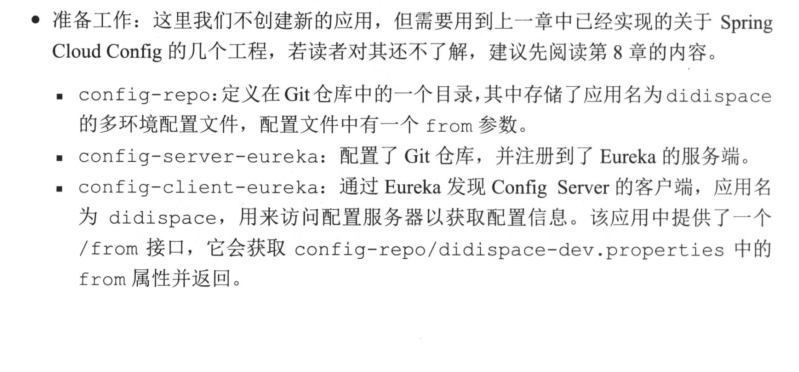 ● 准备工作：这里我们不创建新的应用，但需要用到上一章中已经实现的关于 Spring
Cloud Config 的几个工程，若读者对其还不了解，建议先阅读第 8 章的内容。
▪ config-repo：定义在 Git 仓库中的一个目录，其中存储了应用名为 didispace
的多环境配置文件，配置文件中有一个 from 参数。
▪ config-server-eureka：配置了 Git 仓库，并注册到了 Eureka 的服务端。
▪ config-client-eureka：通过 Eureka 发现 Config Server 的客户端，应用名
为 didispace，用来访问配置服务器以获取配置信息。该应用中提供了一个
/from 接口，它会获取 config-repo/didispace-dev.properties 中的
from 属性并返回。